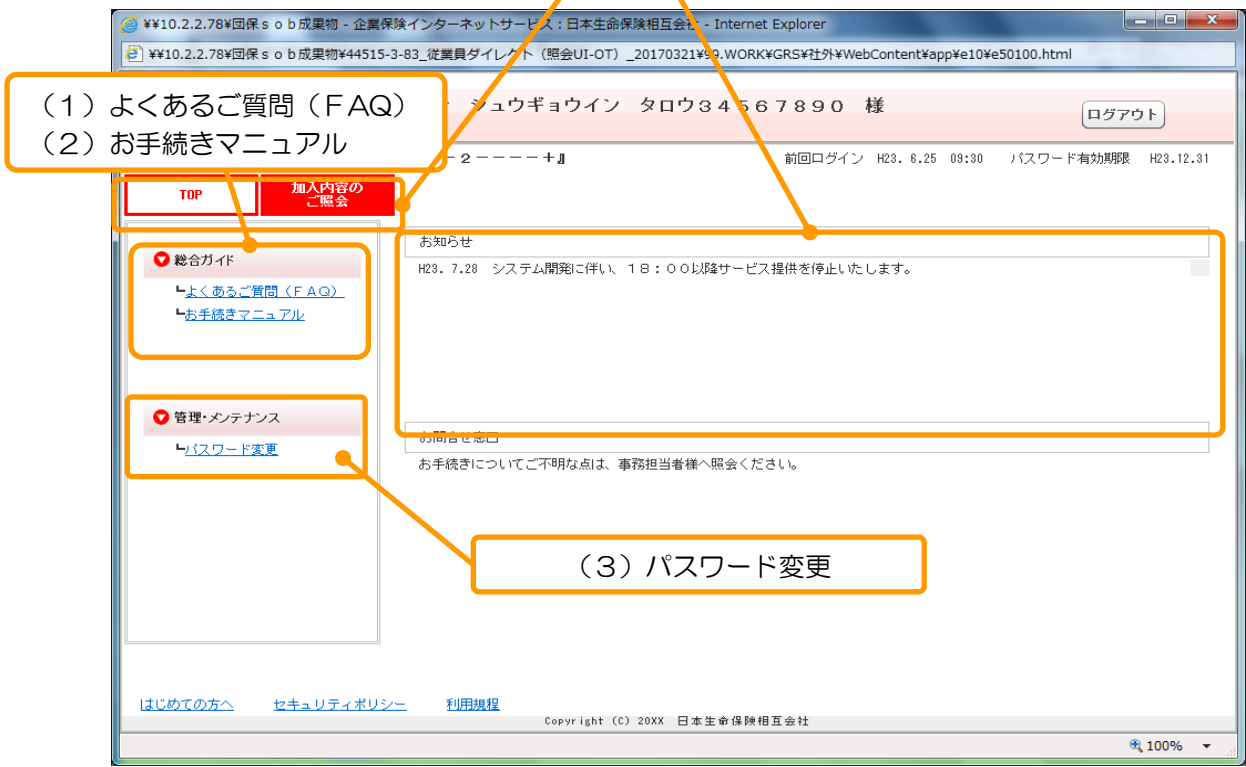 ¥¥10.2.2.78¥団保ｓｏｂ成果物 - 企業保険インターネットサービス：日本生命保険相互会社 - Internet Explorer
¥¥10.2.2.78¥団保ｓｏｂ成果物¥44515-3-83_従業員ダイレクト（照会UI-OT）_20170321¥99.WORK¥GRS¥社外¥WebContent¥app¥e10¥e50100.html
（１）よくあるご質問（ＦＡＱ）
（２）お手続きマニュアル
シュウギョウイン　タロウ３４５６７８９０　様
ログアウト
－２－－－－＋』
前回ログイン H23. 6.25 09:30 パスワード有効期限 H23.12.31
TOP
加入内容の
ご照会
お知らせ
総合ガイド
H23. 7.28 システム開発に伴い、１８：００以降サービス提供を停止いたします。
よくあるご質問（ＦＡＱ）
お手続きマニュアル
管理・メンテナンス
お問合せ窓口
パスワード変更
お手続きについてご不明な点は、事務担当者様へ照会ください。
（３）パスワード変更
はじめての方へ セキュリティポリシー 利用規程
Copyright (C) 20XX 日本生命保険相互会社
100%